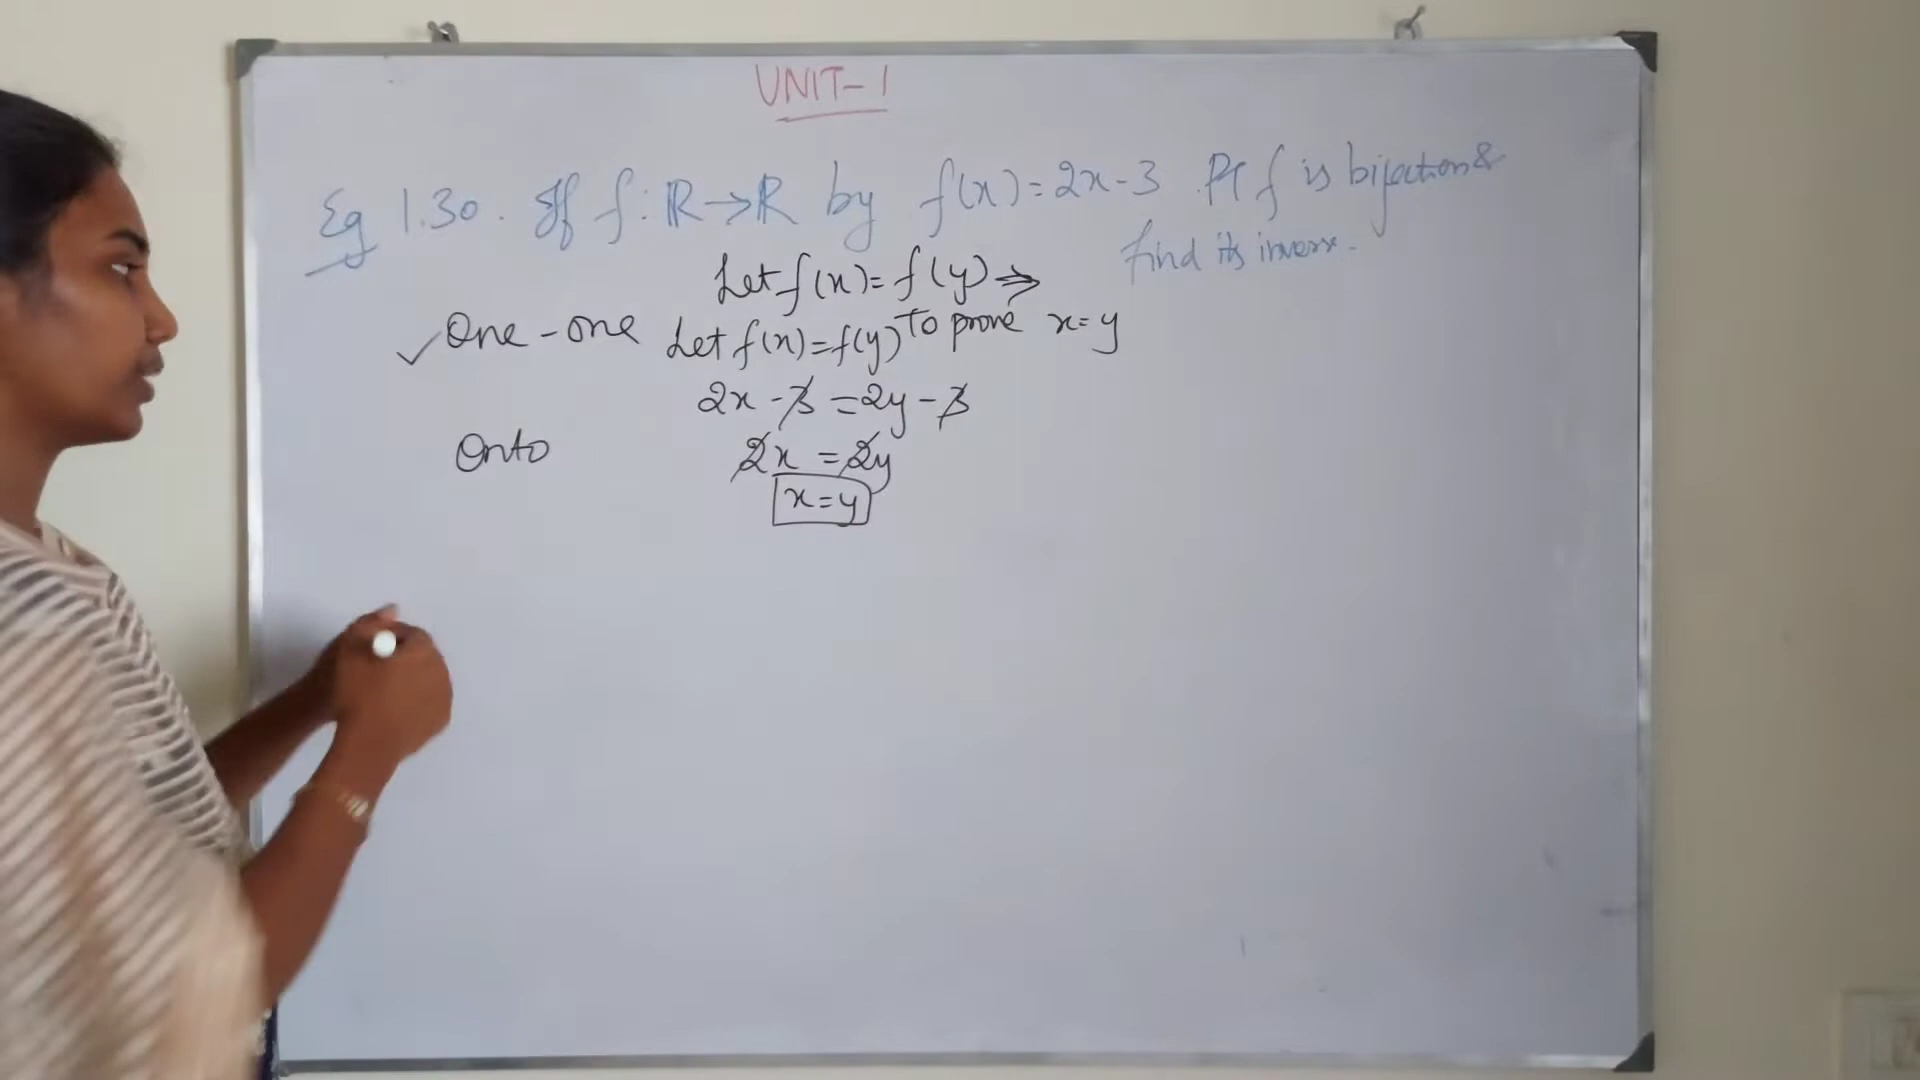 UNIT-1
Eg 1.30. If f: ℝ→ℝ by f(x)=2x-3. PT f is bijection &
find its inverse.
Let f(x)=f(y)⇒
✓ One-one Let f(x)=f(y) To prove x=y
2x-3=2y-3
Onto 2x=2y
x=y